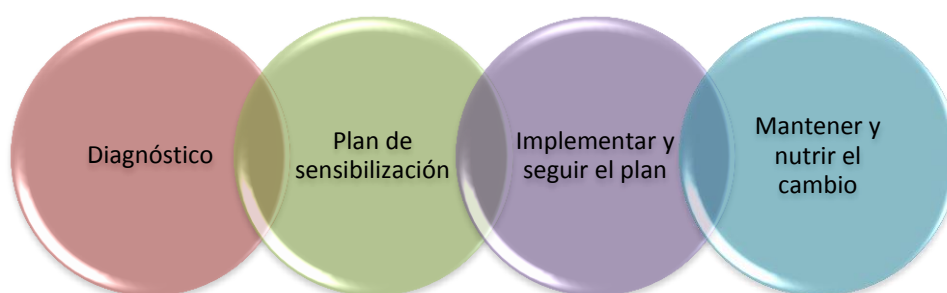 Diagnóstico
Plan de
sensibilización
Implementar y
seguir el plan
Mantener y
nutrir el
cambio